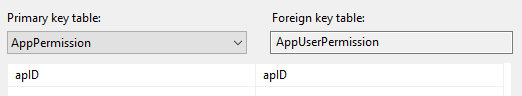 Primary key table: Foreign key table:
AppPermission AppUserPermission
apID apID